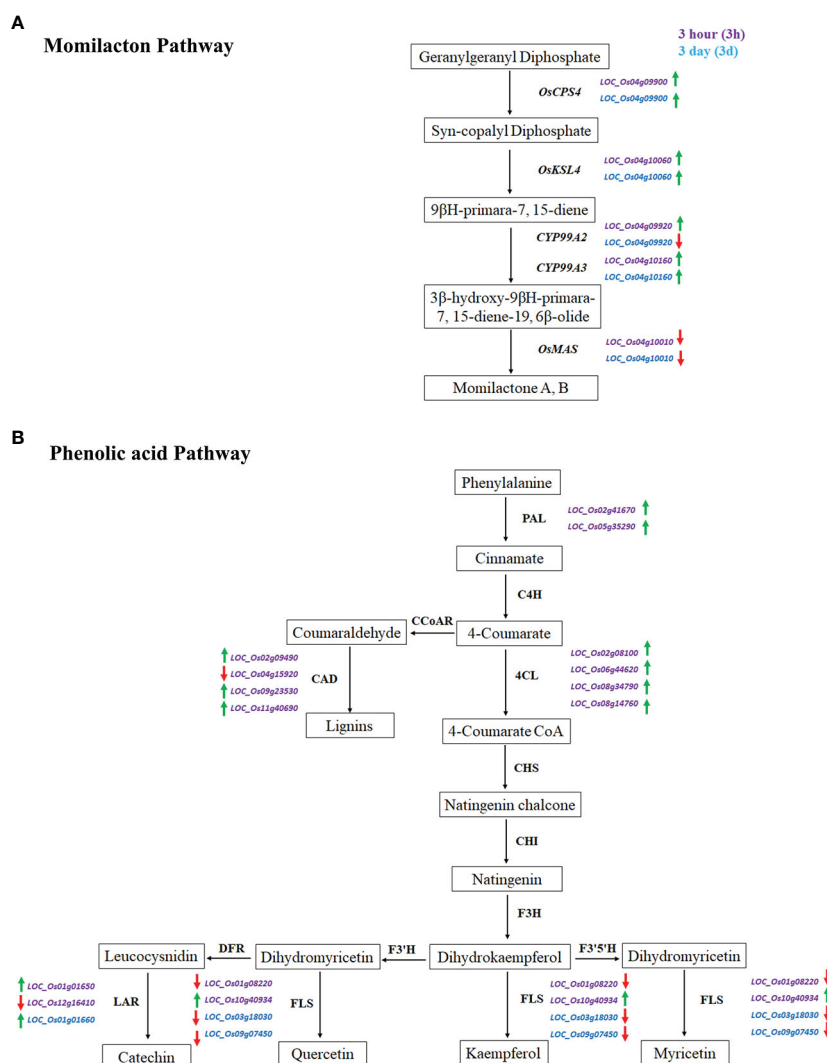 A
Momilacton Pathway
3 hour (3h)
3 day (3d)
Geranylgeranyl Diphosphate
OsCPS4
LOC_Os04g09900
LOC_Os04g09900
Syn-copalyl Diphosphate
OsKSL4
LOC_Os04g10060
LOC_Os04g10060
9βH-primara-7, 15-diene
CYP99A2
LOC_Os04g09920
LOC_Os04g09920
CYP99A3
LOC_Os04g10160
LOC_Os04g10160
3β-hydroxy-9βH-primara-
7, 15-diene-19, 6β-olide
OsMAS
LOC_Os04g10010
LOC_Os04g10010
Momilactone A, B
B
Phenolic acid Pathway
Phenylalanine
PAL
LOC_Os02g41670
LOC_Os05g35290
Cinnamate
C4H
Coumaraldehyde
CCoAR
4-Coumarate
LOC_Os02g09490
LOC_Os04g15920
LOC_Os09g23530
LOC_Os11g40690
CAD
4CL
LOC_Os02g08100
LOC_Os06g44620
LOC_Os08g34790
LOC_Os08g14760
Lignins
4-Coumarate CoA
CHS
Natingenin chalcone
CHI
Natingenin
F3H
Leucocysnidin
DFR
Dihydromyricetin
F3'H
Dihydrokaempferol
F3'5'H
Dihydromyricetin
LOC_Os01g01650
LOC_Os12g16410
LOC_Os01g01660
LAR
LOC_Os01g08220
LOC_Os10g40934
LOC_Os03g18030
LOC_Os09g07450
FLS
FLS
LOC_Os01g08220
LOC_Os10g40934
LOC_Os03g18030
LOC_Os09g07450
FLS
LOC_Os01g08220
LOC_Os10g40934
LOC_Os03g18030
LOC_Os09g07450
Catechin
Quercetin
Kaempferol
Myricetin